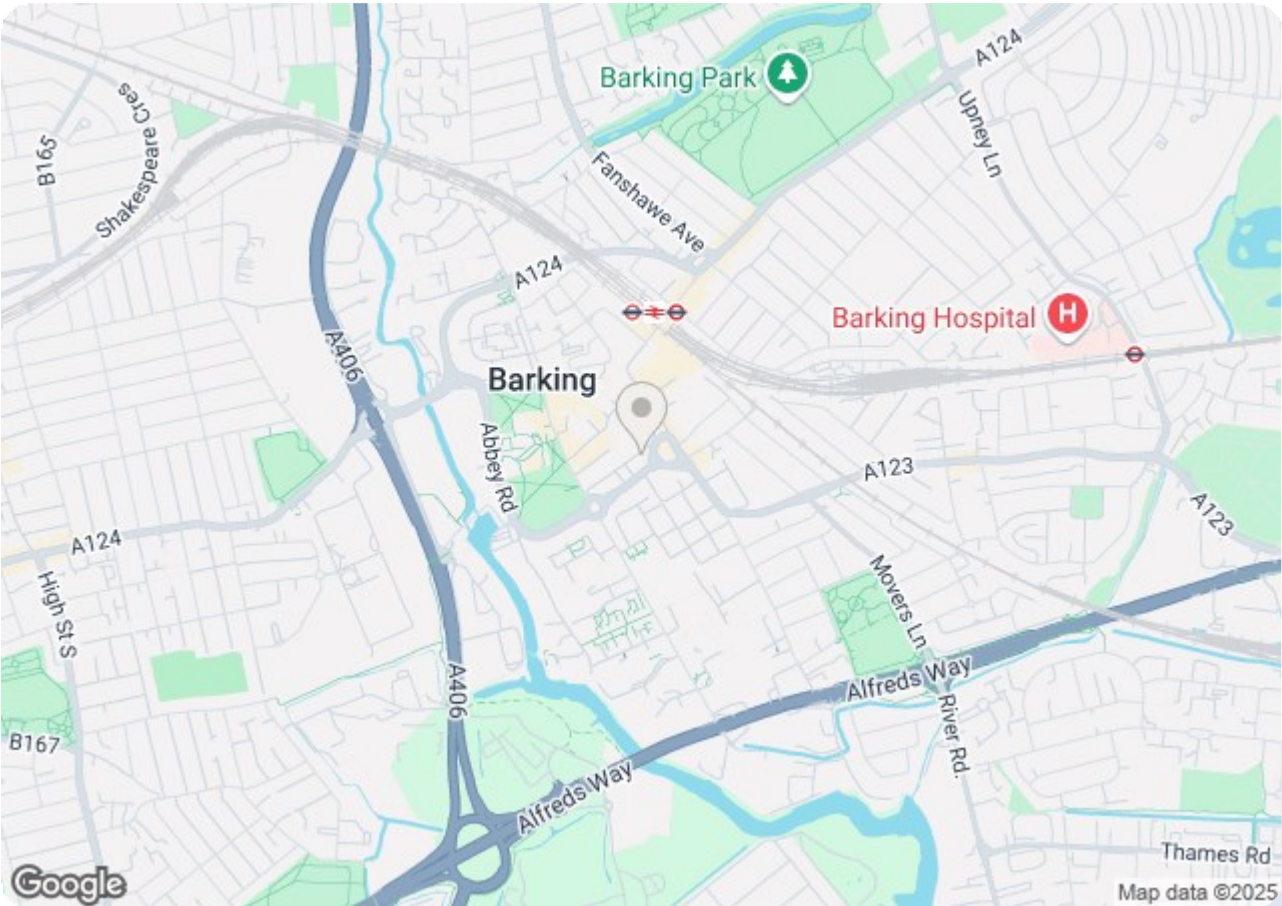 Barking Park
A124
Shakespeare Cres
B165
Upney Ln
Fanshawe Ave
A124
Barking Hospital
H
A406
Barking
Abbey Rd
A123
A123
A124
High St S
Movers Ln
A406
Alfreds Way
River Rd.
B167
Alfreds Way
Thames Rd
Google
Map data ©2025